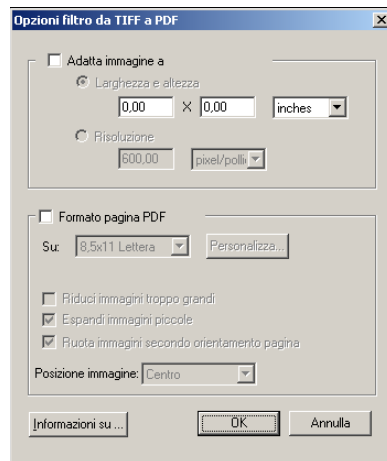 Opzioni filtro da TIFF a PDF
Adatta immagine a
Larghezza e altezza
0,00 X 0,00 inches
Risoluzione
600,00 pixel/polli
Formato pagina PDF
Su: 8,5x11 Lettera Personalizza...
Riduci immagini troppo grandi
Espandi immagini piccole
Ruota immagini secondo orientamento pagina
Posizione immagine: Centro
Informazioni su ... OK Annulla